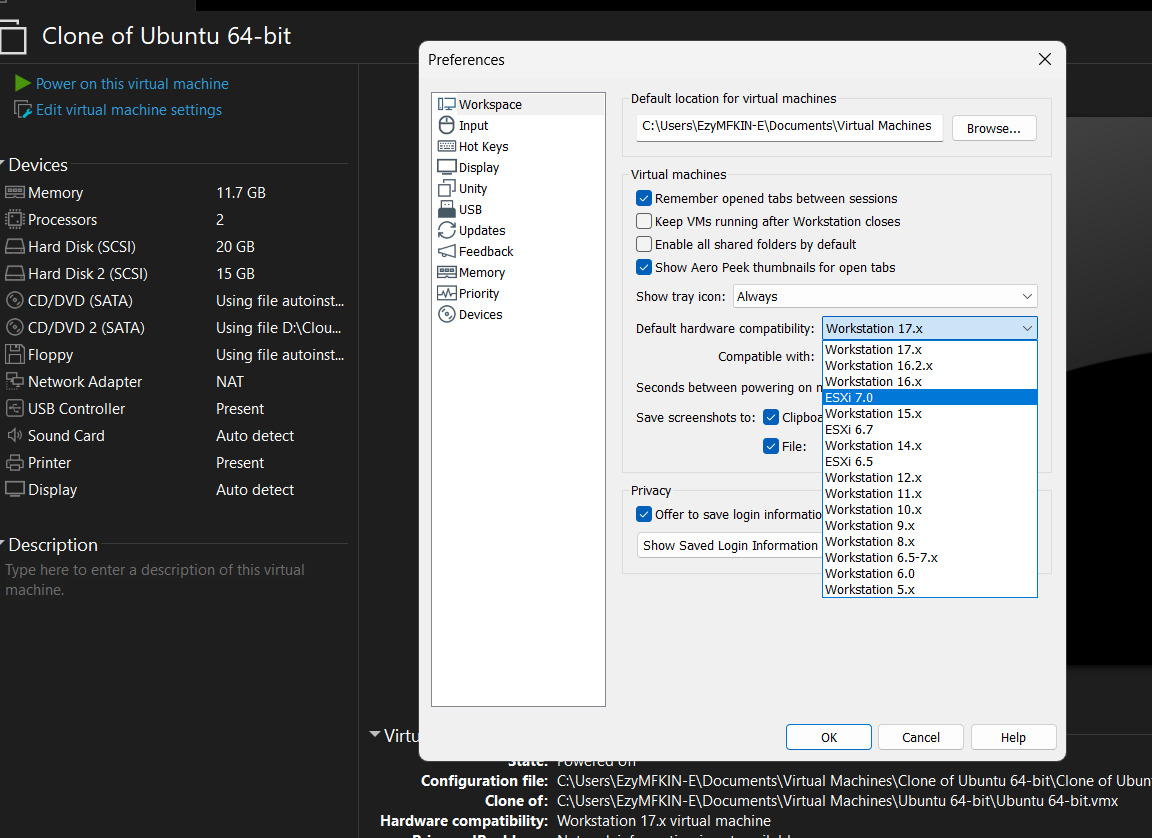 Clone of Ubuntu 64-bit
Power on this virtual machine
Edit virtual machine settings
Devices
Memory 11.7 GB
Processors 2
Hard Disk (SCSI) 20 GB
Hard Disk 2 (SCSI) 15 GB
CD/DVD (SATA) Using file autoinst...
CD/DVD 2 (SATA) Using file D:\Clou...
Floppy Using file autoinst...
Network Adapter NAT
USB Controller Present
Sound Card Auto detect
Printer Present
Display Auto detect
Description
Type here to enter a description of this virtual
machine.
Preferences
Workspace
Input
Hot Keys
Display
Unity
USB
Updates
Feedback
Memory
Priority
Devices
Default location for virtual machines
C:\Users\EzyMFKIN-E\Documents\Virtual Machines
Browse...
Virtual machines
Remember opened tabs between sessions
Keep VMs running after Workstation closes
Enable all shared folders by default
Show Aero Peek thumbnails for open tabs
Show tray icon: Always
Default hardware compatibility: Workstation 17.x
Workstation 17.x
Workstation 16.2.x
Workstation 16.x
ESXi 7.0
Workstation 15.x
ESXi 6.7
Workstation 14.x
ESXi 6.5
Workstation 12.x
Workstation 11.x
Workstation 10.x
Workstation 9.x
Workstation 8.x
Workstation 6.5-7.x
Workstation 6.0
Workstation 5.x
Compatible with:
Seconds between powering on
Save screenshots to: Clipboa
File:
Privacy
Offer to save login informatio
Show Saved Login Information
OK
Cancel
Help
Virtu
State: Powered off
Configuration file: C:\Users\EzyMFKIN-E\Documents\Virtual Machines\Clone of Ubuntu 64-bit\Clone of Ubun
Clone of: C:\Users\EzyMFKIN-E\Documents\Virtual Machines\Ubuntu 64-bit\Ubuntu 64-bit.vmx
Hardware compatibility: Workstation 17.x virtual machine